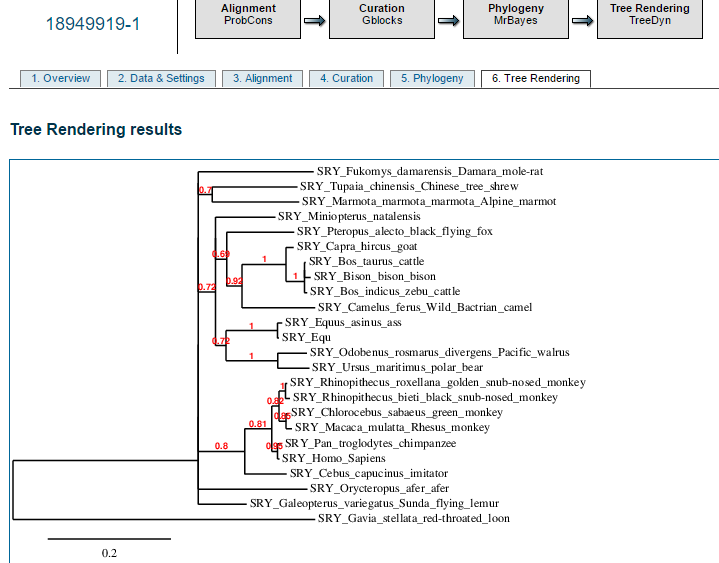 18949919-1
Alignment
ProbCons
Curation
Gblocks
Phylogeny
MrBayes
Tree Rendering
TreeDyn
1. Overview
2. Data & Settings
3. Alignment
4. Curation
5. Phylogeny
6. Tree Rendering
Tree Rendering results
SRY_Fukomys_damarensis_Damara_mole-rat
0.7
SRY_Tupaia_chinensis_Chinese_tree_shrew
SRY_Marmota_marmota_marmota_Alpine_marmot
SRY_Miniopterus_natalensis
SRY_Pteropus_alecto_black_flying_fox
SRY_Capra_hircus_goat
0.69
1
SRY_Bos_taurus_cattle
1
SRY_Bison_bison_bison
0.92
0.72
SRY_Bos_indicus_zebu_cattle
SRY_Camelus_ferus_Wild_Bactrian_camel
SRY_Equus_asinus_ass
1
SRY_Equ
0.72
SRY_Odobenus_rosmarus_divergens_Pacific_walrus
1
SRY_Ursus_maritimus_polar_bear
SRY_Rhinopithecus_roxellana_golden_snub-nosed_monkey
1
SRY_Rhinopithecus_bieti_black_snub-nosed_monkey
0.82
SRY_Chlorocebus_sabaeus_green_monkey
0.81
SRY_Macaca_mulatta_Rhesus_monkey
SRY_Pan_troglodytes_chimpanzee
0.8
0.95
SRY_Homo_Sapiens
SRY_Cebus_capucinus_imitator
SRY_Orycteropus_afer_afer
SRY_Galeopterus_variegatus_Sunda_flying_lemur
SRY_Gavia_stellata_red-throated_loon
0.2